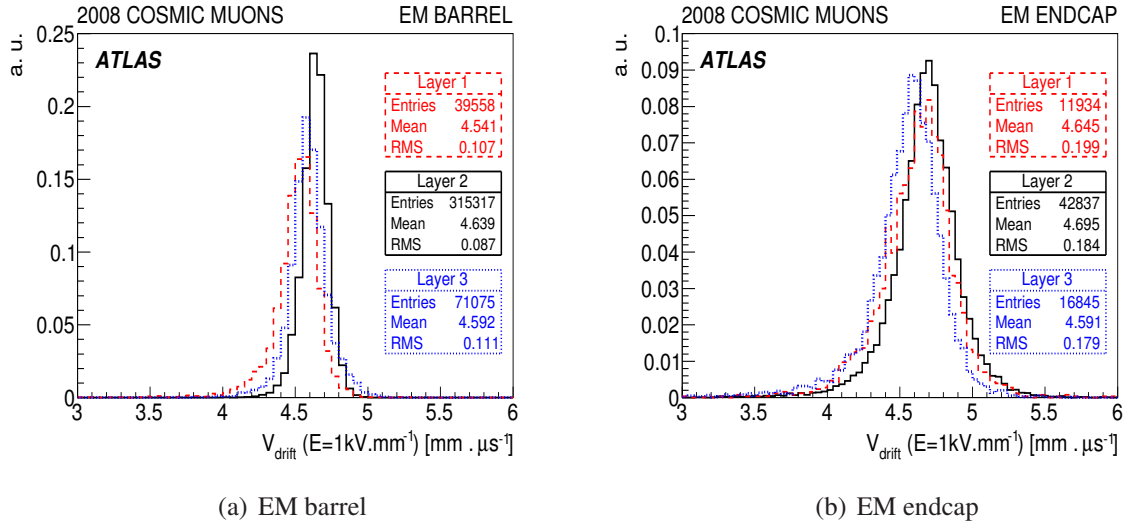 2008 COSMIC MUONS EM BARREL
a. u.
ATLAS
0.25
0.2
0.15
0.1
0.05
0
3 3.5 4 4.5 5 5.5 6
Layer 1
Entries 39558
Mean 4.541
RMS 0.107
Layer 2
Entries 315317
Mean 4.639
RMS 0.087
Layer 3
Entries 71075
Mean 4.592
RMS 0.111
V_drift (E=1kV.mm⁻¹) [mm . μs⁻¹]
(a) EM barrel
2008 COSMIC MUONS EM ENDCAP
a. u.
ATLAS
0.1
0.09
0.08
0.07
0.06
0.05
0.04
0.03
0.02
0.01
0
3 3.5 4 4.5 5 5.5 6
Layer 1
Entries 11934
Mean 4.645
RMS 0.199
Layer 2
Entries 42837
Mean 4.695
RMS 0.184
Layer 3
Entries 16845
Mean 4.591
RMS 0.179
V_drift (E=1kV.mm⁻¹) [mm . μs⁻¹]
(b) EM endcap